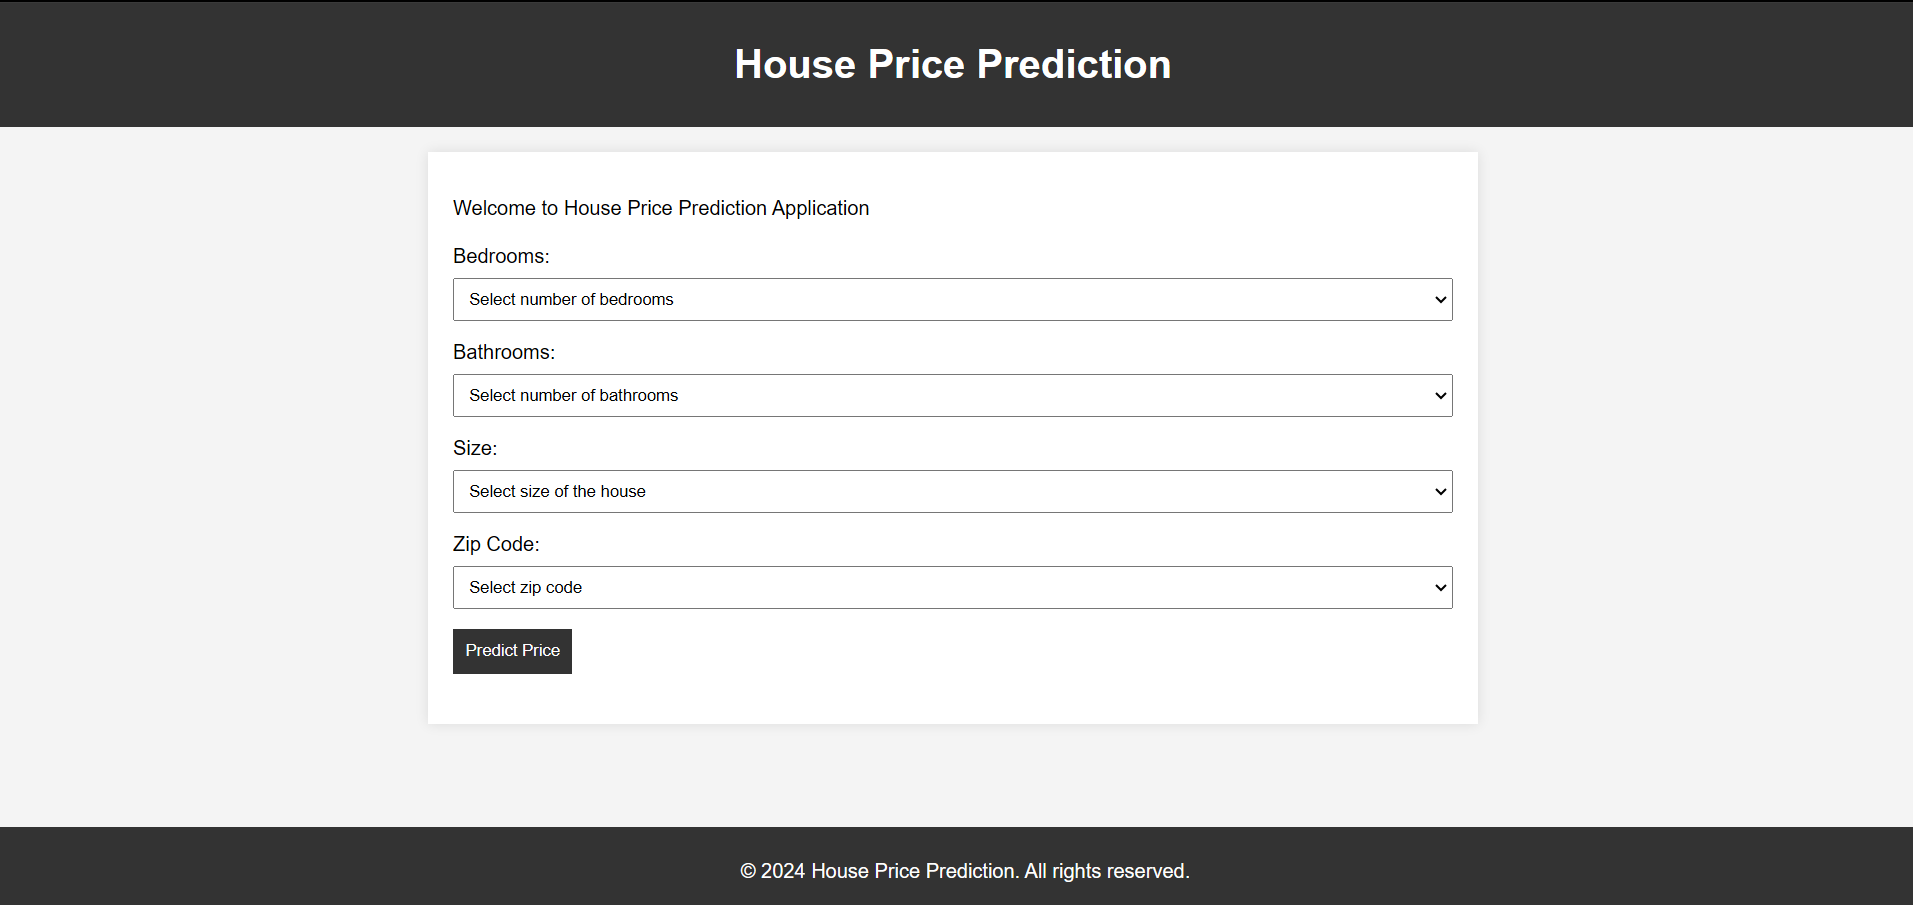 House Price Prediction
Welcome to House Price Prediction Application
Bedrooms:
Select number of bedrooms
Bathrooms:
Select number of bathrooms
Size:
Select size of the house
Zip Code:
Select zip code
Predict Price
© 2024 House Price Prediction. All rights reserved.